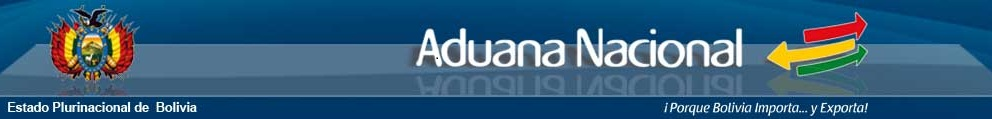 Aduana Nacional
Estado Plurinacional de Bolivia
¡Porque Bolivia Importa... y Exporta!